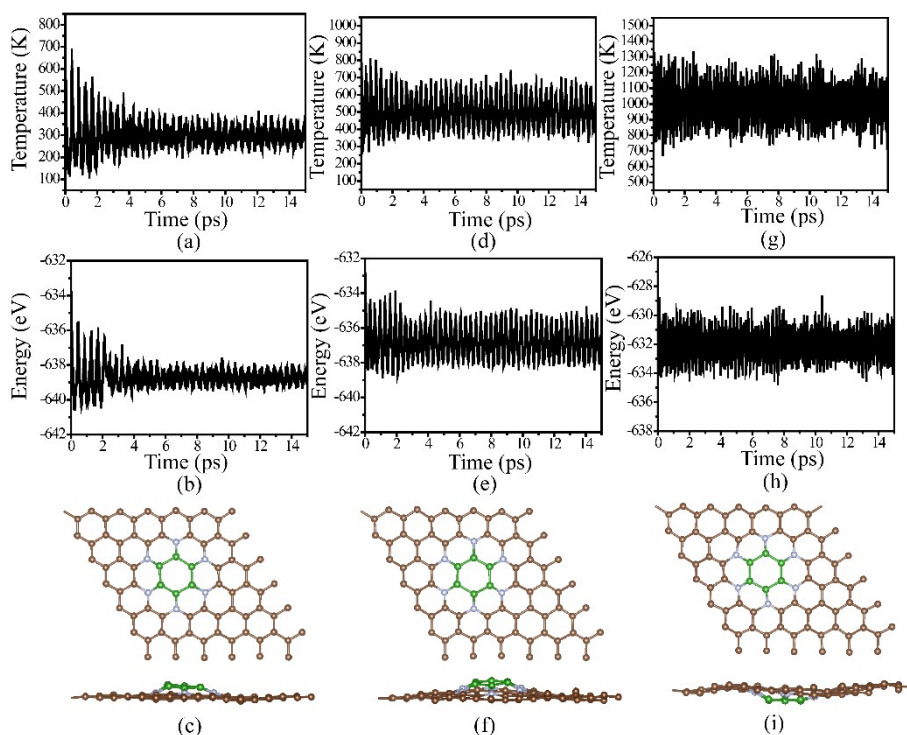 Temperature (K)
850
800
700
600
500
400
300
200
100
0 2 4 6 8 10 12 14
Time (ps)
(a)
Temperature (K)
1050
1000
900
800
700
600
500
400
300
200
100
0 2 4 6 8 10 12 14
Time (ps)
(d)
Temperature (K)
1550
1500
1400
1300
1200
1100
1000
900
800
700
600
500
0 2 4 6 8 10 12 14
Time (ps)
(g)
Energy (eV)
-632
-634
-636
-638
-640
-642
0 2 4 6 8 10 12 14
Time (ps)
(b)
Energy (eV)
-632
-634
-636
-638
-640
-642
0 2 4 6 8 10 12 14
Time (ps)
(e)
Energy (eV)
-626
-628
-630
-632
-634
-636
-638
0 2 4 6 8 10 12 14
Time (ps)
(h)
(c)
(f)
(i)